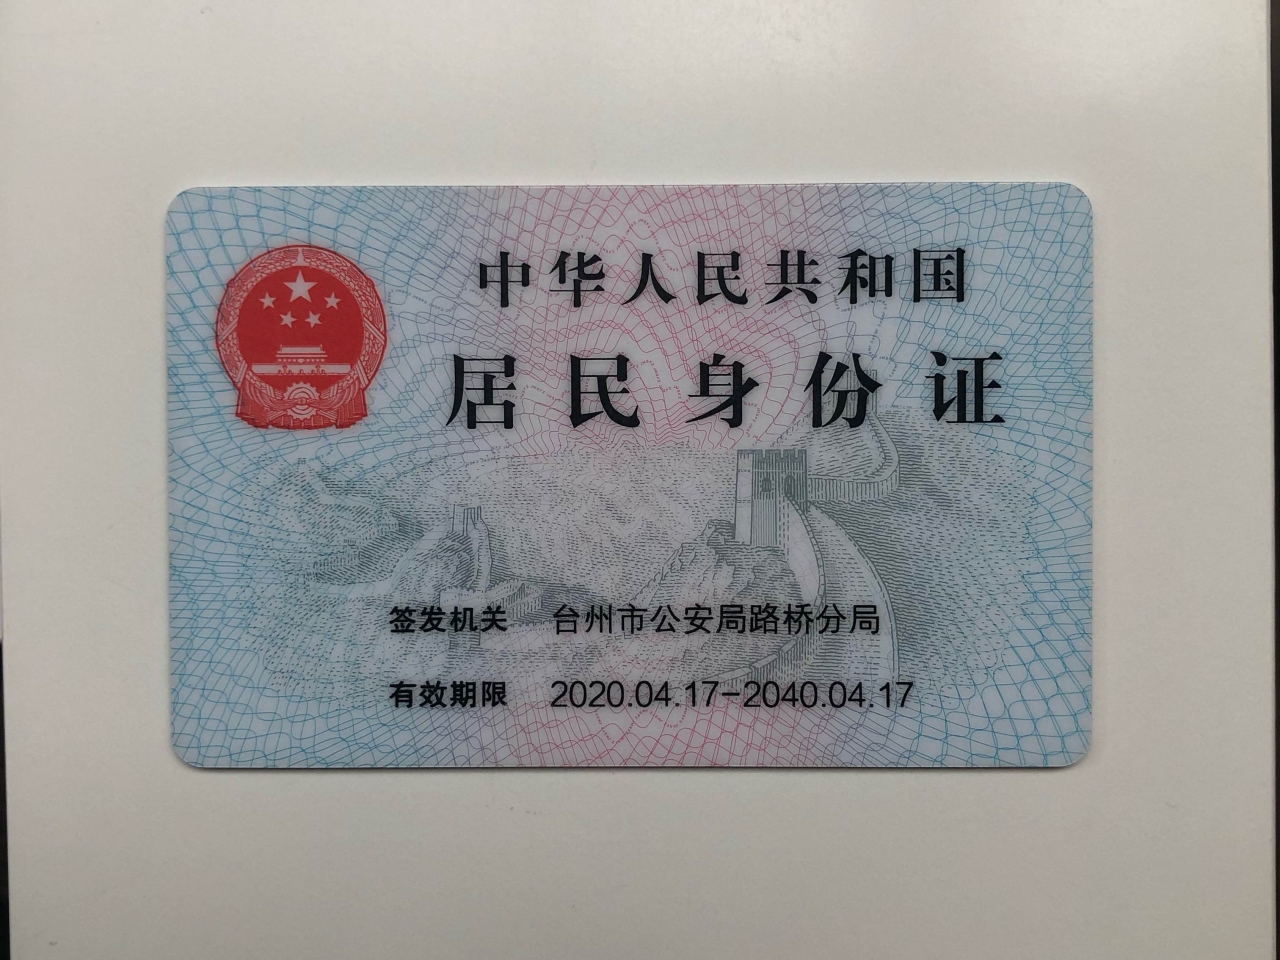 中华人民共和国
居民身份证
签发机关 台州市公安局路桥分局
有效期限 2020.04.17-2040.04.17